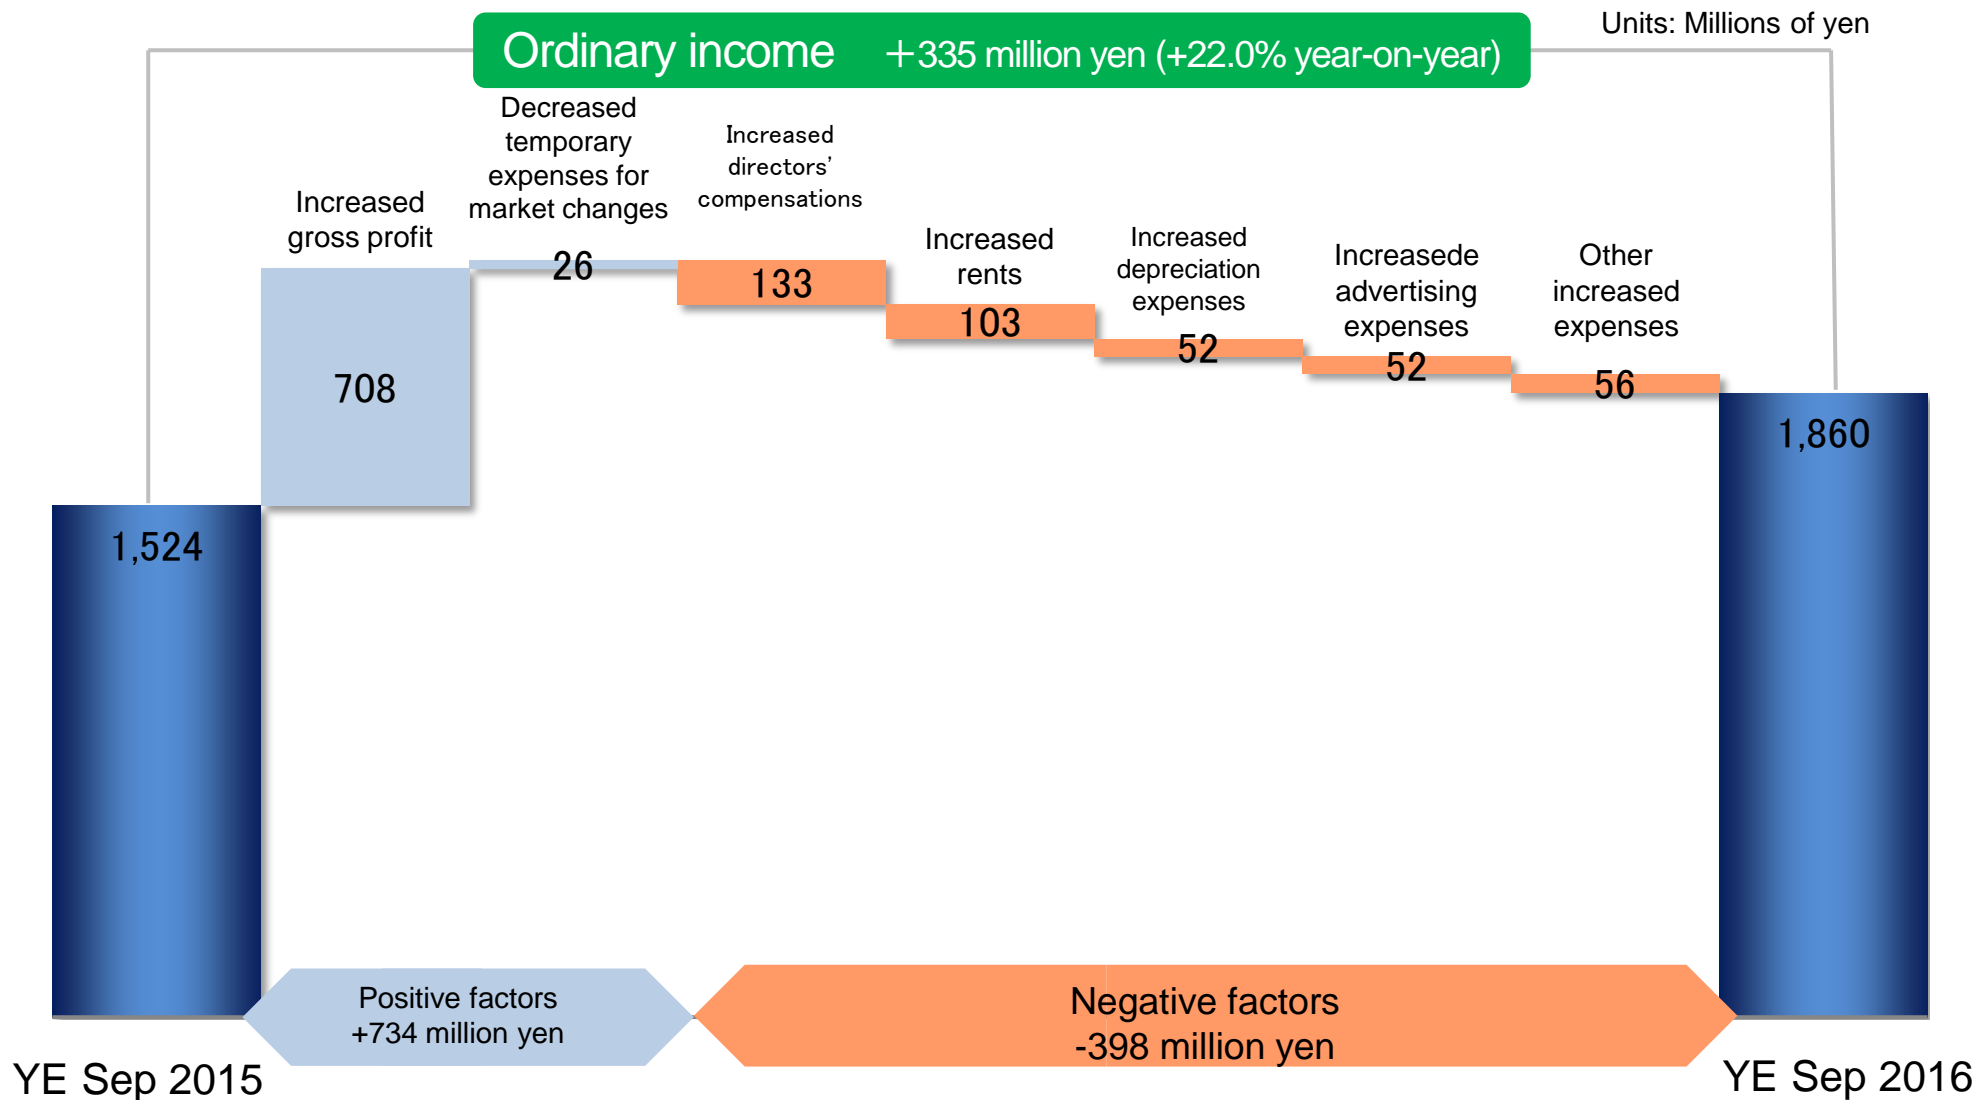 Units: Millions of yen
Ordinary income ＋335 million yen (+22.0% year-on-year)
Decreased
temporary
expenses for
market changes
Increased
directors’
compensations
Increased
gross profit
Increased
rents
Increased
depreciation
expenses
Increasede
advertising
expenses
Other
increased
expenses
26
133
103
52
52
56
708
1,860
1,524
Positive factors
+734 million yen
Negative factors
-398 million yen
YE Sep 2015
YE Sep 2016